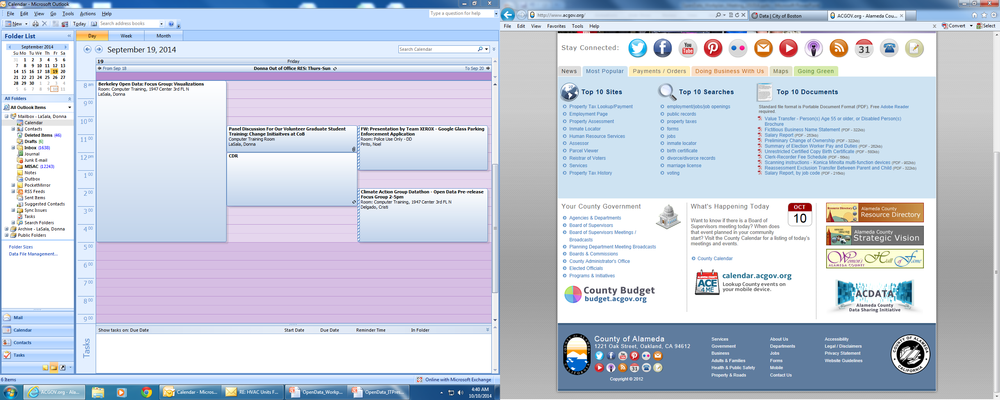 Calendar - Microsoft Outlook
File Edit View Go Tools Actions Help
Type a question for help
New Today Search address books
Folder List
September 2014
Su Mo Tu We Th Fr Sa
31 1 2 3 4 5 6
7 8 9 10 11 12 13
14 15 16 17 18 19 20
21 22 23 24 25 26 27
28 29 30 1 2 3 4
5 6 7 8 9 10 11
All Folders
All Outlook Items
Mailbox - LaSala, Donna
Calendar
Contacts
Deleted Items (46)
Drafts [6]
Inbox (1638)
Journal
Junk E-mail
MISAC (12243)
Notes
Outbox
PocketMirror
RSS Feeds
Sent Items
Suggested Contacts
Sync Issues
Tasks
Search Folders
Archive - LaSala, Donna
Public Folders
Folder Sizes
Data File Management...
Mail
Calendar
Contacts
Tasks
6 Items
Day Week Month
September 19, 2014
Search Calendar
19 Friday
From Sep 18 Donna Out of Office RES: Thurs-Sun To Sep 20
8 am
9 00
10 00
11 00
12 pm
1 00
2 00
3 00
4 00
5 00
6 00
7 00
8 00
9 00
Berkeley Open Data: Focus Group: Visualizations
Room: Computer Training, 1947 Center 3rd FL N
LaSala, Donna
Panel Discussion For Our Volunteer Graduate Student
Training: Change Initiaitves at CoB
Computer Training Room
LaSala, Donna
CDR
FW: Presentation by Team XEROX - Google Glass Parking
Enforcement Application
Room: Police Use Only - DD
Pinto, Noel
Climate Action Group Datathon - Open Data Pre-release
Focus Group 2-5pm
Room: Computer Training, 1947 Center 3rd FL N
Delgado, Cristi
Tasks
Show tasks on: Due Date Start Date Due Date Reminder Time In Folder
Online with Microsoft Exchange
ACGOV.org - Ala...
Calendar - Micros...
RE: HVAC Units F...
OpenData_Workp...
OpenData_ITPres...
4:40 AM
10/10/2014
http://www.acgov.org/
Data | City of Boston
ACGOV.org - Alameda Cou...
File Edit View Favorites Tools Help
Convert Select
Stay Connected:
You Tube
31
News Most Popular Payments / Orders Doing Business With Us Maps Going Green
Top 10 Sites
Property Tax Lookup/Payment
Employment Page
Property Assessment
Inmate Locator
Human Resource Services
Assessor
Parcel Viewer
Reistrar of Voters
Services
Property Tax History
Top 10 Searches
employment/jobs/job openings
public records
property taxes
forms
jobs
inmate locator
birth certificate
divorce/divorce records
marriage license
voting
Top 10 Documents
Standard file format is Portable Document Format (PDF). Free Adobe Reader
required.
Value Transfer - Person(s) Age 55 or older, or Disabled Person(s)
Brochure
Fictitious Business Name Statement (PDF - 322kb)
Salary Report (PDF - 253kb)
Preliminary Change of Ownership (PDF - 322kb)
Summary of Election Worker Pay and Duties (PDF - 262kb)
Unrestricted Certified Copy Birth Certificate (PDF - 580kb)
Clerk-Recorder Fee Schedule (PDF - 56kb)
Scanning instructions - Konica Minolta multi-function devices (PDF - 902kb)
Reassessment Exclusion Transfer Between Parent and Child (PDF - 322kb)
Salary Report, by job code (PDF - 216kb)
Your County Government
Agencies & Departments
Board of Supervisors
Board of Supervisors Meetings /
Broadcasts
Planning Department Meeting Broadcasts
Boards & Commissions
County Administrator's Office
Elected Officials
Programs & Initiatives
County Budget
budget.acgov.org
What's Happening Today
OCT
10
Want to know if there is a Board of
Supervisors meeting today? When does
that event planned in your community
start? Visit the County Calendar for a listing of today's
meetings and events.
County Calendar
ALAMEDA COUNTY
ACE
4 ME
calendar.acgov.org
Lookup County events on
your mobile device.
Resource Directory
Alameda County
Resource Directory
Alameda County
Strategic Vision
Women's Hall of Fame
ALAMEDA COUNTY
ACDATA
Alameda County
Data Sharing Initiative
COUNTY OF ALAMEDA
CALIFORNIA
County of Alameda
1221 Oak Street, Oakland, CA 94612
You Tube
31
Copyright © 2012
Services
Government
Business
Adults & Families
Health & Public Safety
Property & Roads
About Us
Departments
Jobs
Forms
Mobile
Contact Us
Accessibility
Legal / Disclaimers
Privacy Statement
Website Guidelines
COUNTY OF ALAMEDA
CALIFORNIA